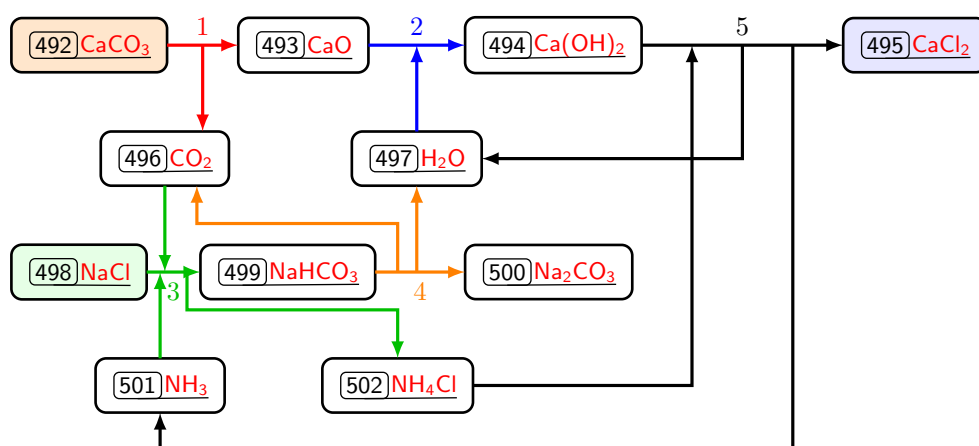 1 2 5
492 CaCO₃ 493 CaO 494 Ca(OH)₂ 495 CaCl₂
496 CO₂ 497 H₂O
498 NaCl 499 NaHCO₃ 500 Na₂CO₃
3 4
501 NH₃ 502 NH₄Cl